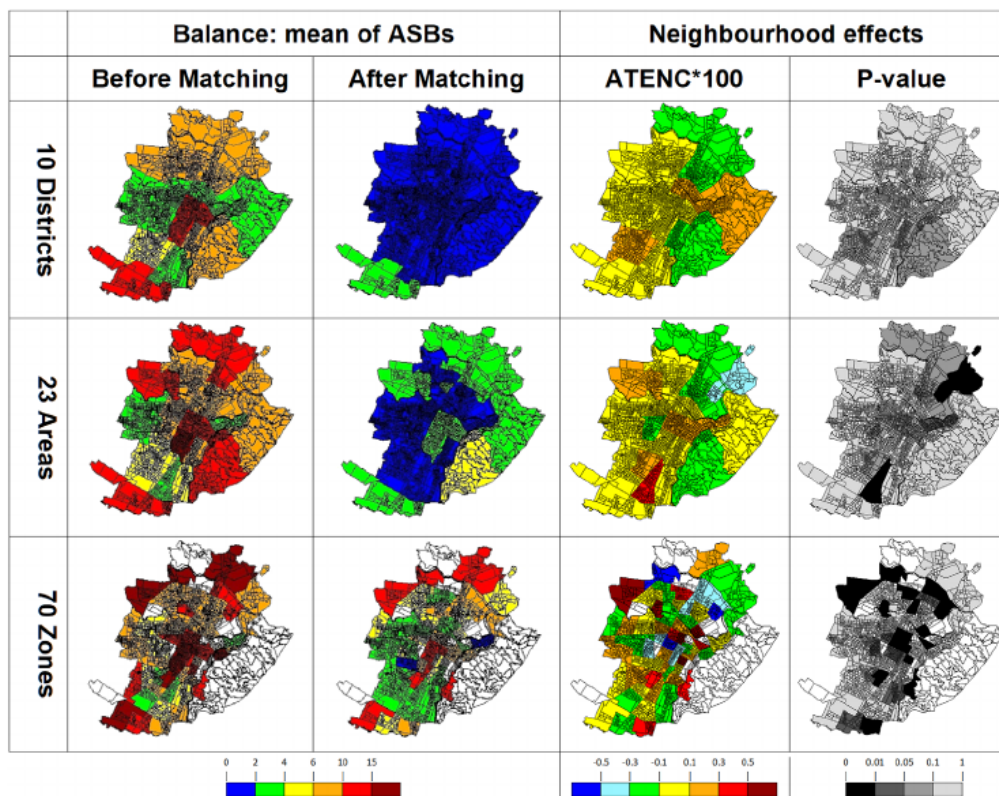 Balance: mean of ASBs Neighbourhood effects
Before Matching After Matching ATENC*100 P-value
10 Districts
23 Areas
70 Zones
0 2 4 6 10 15
-0.5 -0.3 -0.1 0.1 0.3 0.5
0 0.01 0.05 0.1 1